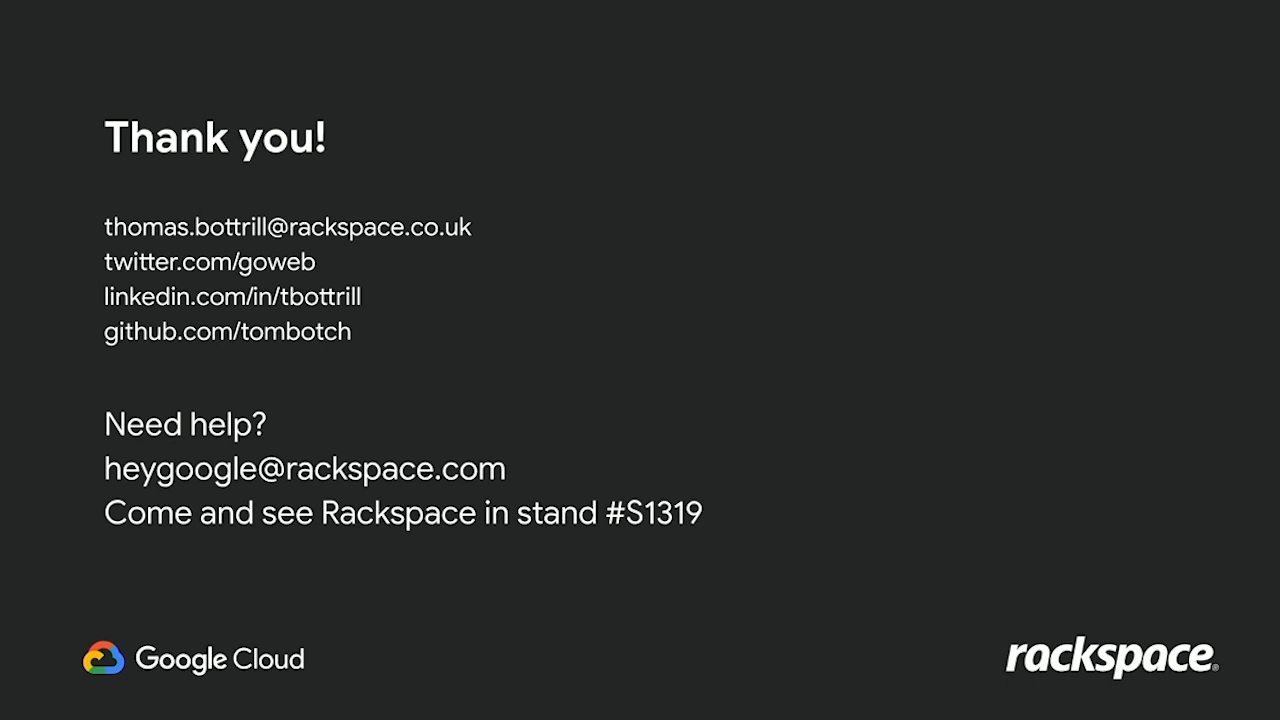 Thank you!
thomas.bottrill@rackspace.co.uk
twitter.com/goweb
linkedin.com/in/tbottrill
github.com/tombotch
Need help?
heygoogle@rackspace.com
Come and see Rackspace in stand #S1319
Google Cloud
rackspace®